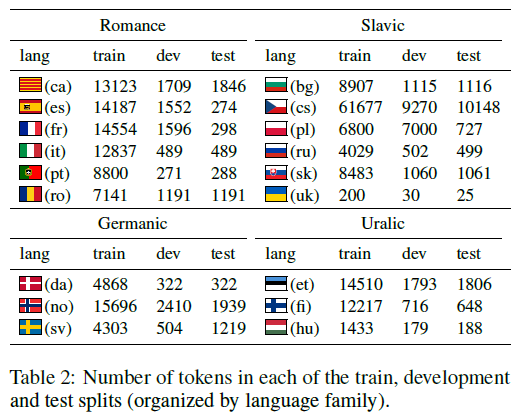 Romance Slavic
lang train dev test lang train dev test
(ca) 13123 1709 1846 (bg) 8907 1115 1116
(es) 14187 1552 274 (cs) 61677 9270 10148
(fr) 14554 1596 298 (pl) 6800 7000 727
(it) 12837 489 489 (ru) 4029 502 499
(pt) 8800 271 288 (sk) 8483 1060 1061
(ro) 7141 1191 1191 (uk) 200 30 25
Germanic Uralic
lang train dev test lang train dev test
(da) 4868 322 322 (et) 14510 1793 1806
(no) 15696 2410 1939 (fi) 12217 716 648
(sv) 4303 504 1219 (hu) 1433 179 188
Table 2: Number of tokens in each of the train, development
and test splits (organized by language family).